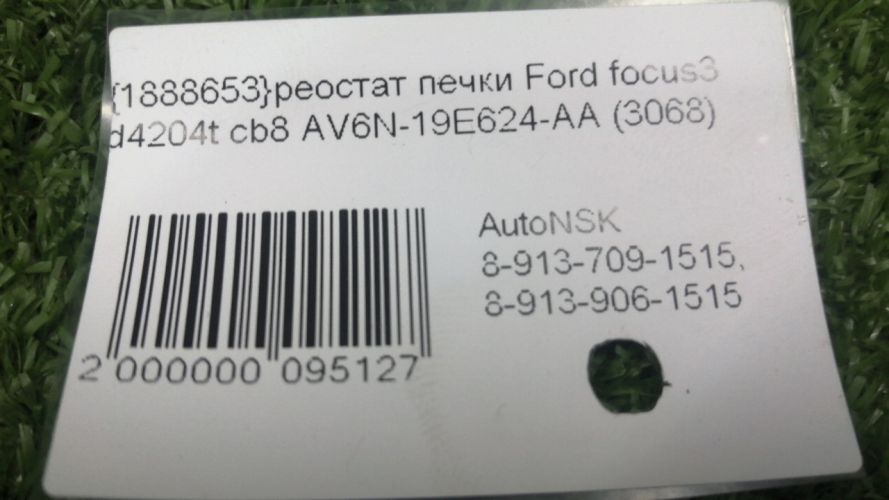 {1888653}реостат печки Ford focus3
d4204t cb8 AV6N-19E624-AA (3068)
AutoNSK
8-913-709-1515,
8-913-906-1515
2 000000 095127